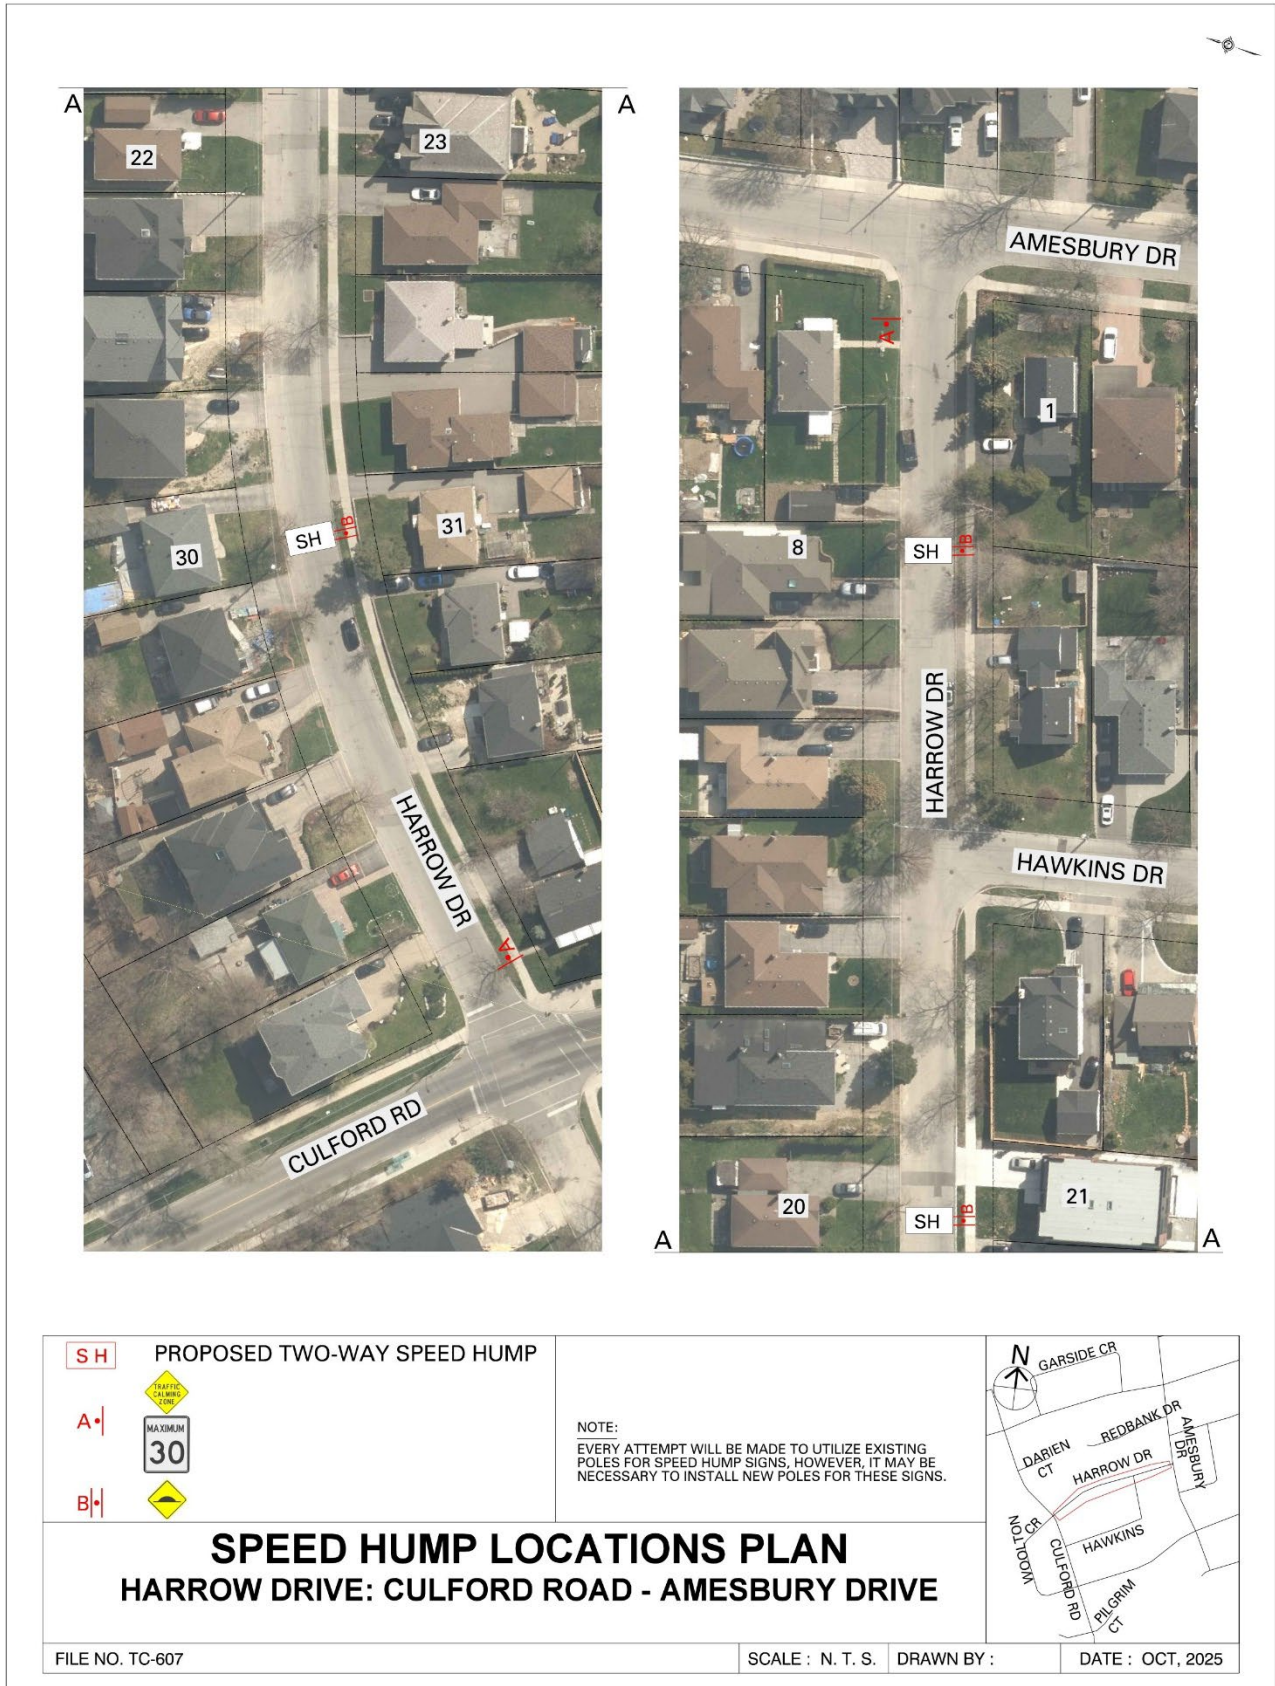 A
A
22
23
30
SH
B
31
HARROW DR
A
CULFORD RD
AMESBURY DR
A
1
8
SH
B
HARROW DR
HAWKINS DR
20
SH
B
21
A
A
S H PROPOSED TWO-WAY SPEED HUMP
TRAFFIC
CALMING
ZONE
A
MAXIMUM
30
B
NOTE:
EVERY ATTEMPT WILL BE MADE TO UTILIZE EXISTING
POLES FOR SPEED HUMP SIGNS, HOWEVER, IT MAY BE
NECESSARY TO INSTALL NEW POLES FOR THESE SIGNS.
N
GARSIDE CR
REDBANK DR
AMESBURY
DR
DARIEN
CT
HARROW DR
WOOLTON
CR
HAWKINS
CULFORD RD
PILGRIM
CT
SPEED HUMP LOCATIONS PLAN
HARROW DRIVE: CULFORD ROAD - AMESBURY DRIVE
FILE NO. TC-607
SCALE : N. T. S.
DRAWN BY :
DATE : OCT, 2025